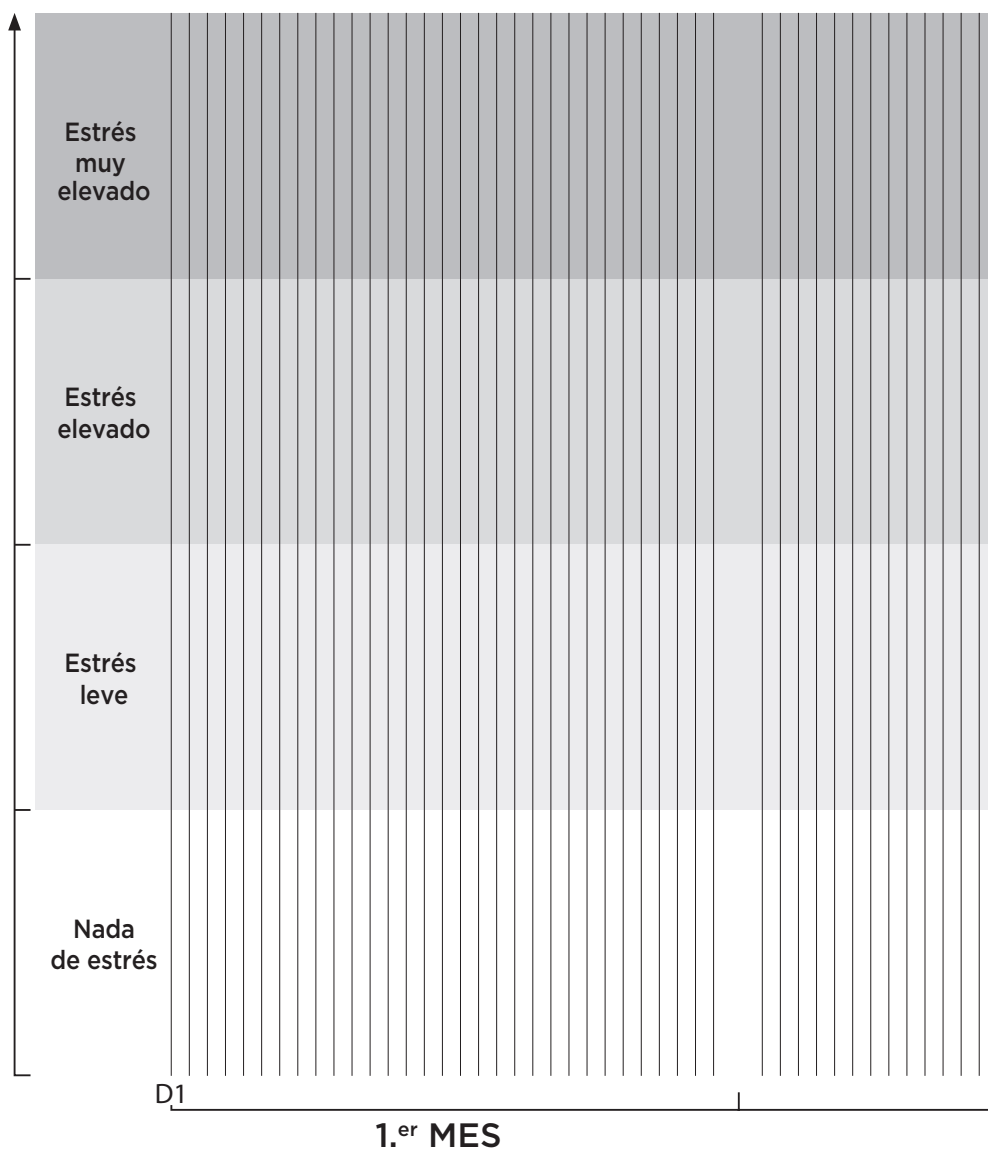 Estrés
muy
elevado
Estrés
elevado
Estrés
leve
Nada
de estrés
D1
1.er MES